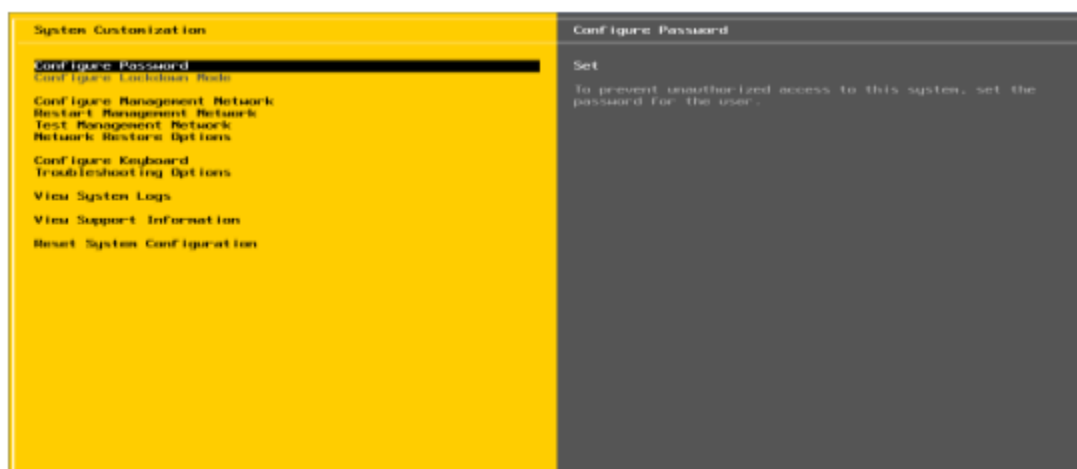 System Customization
Configure Password
Configure Lockdown Mode
Configure Management Network
Restart Management Network
Test Management Network
Network Restore Options
Configure Keyboard
Troubleshooting Options
View System Logs
View Support Information
Reset System Configuration
Configure Password
Set
To prevent unauthorized access to this system, set the
password for the user.